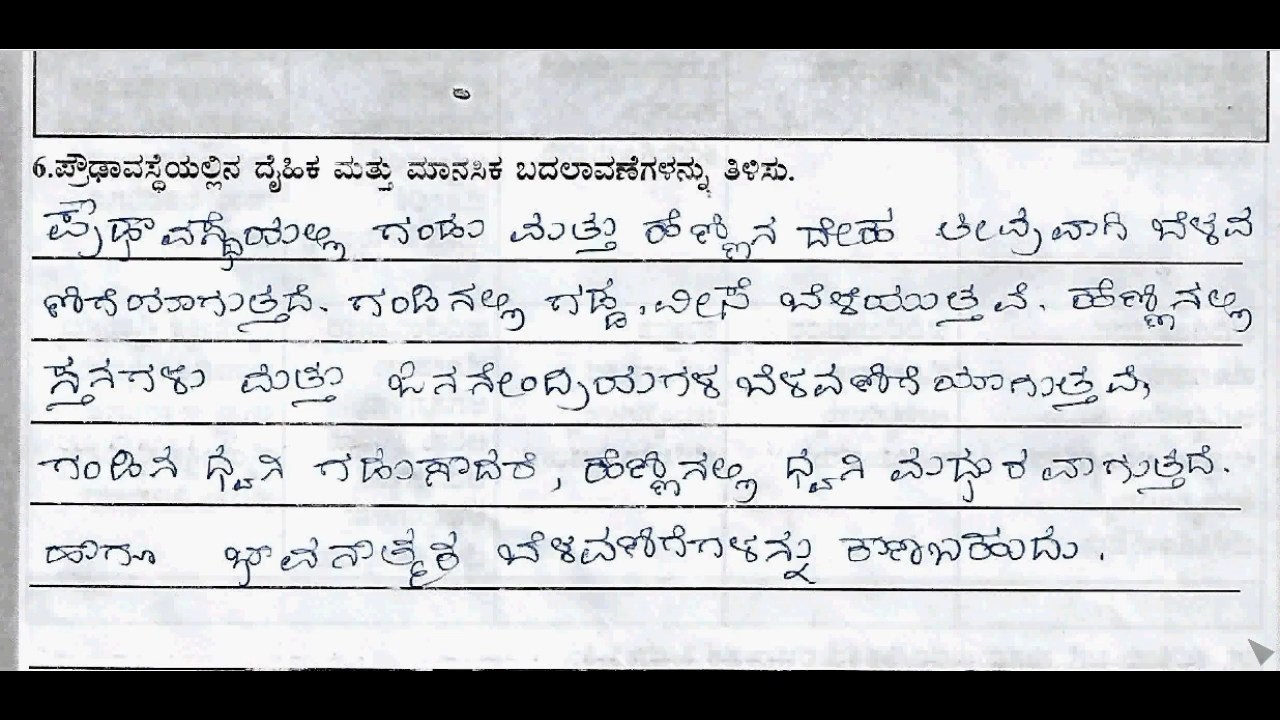 6.ಪ್ರೌಢಾವಸ್ಥೆಯಲ್ಲಿನ ದೈಹಿಕ ಮತ್ತು ಮಾನಸಿಕ ಬದಲಾವಣೆಗಳನ್ನು ತಿಳಿಸು.
ಪ್ರೌಢಾವಸ್ಥೆಯಲ್ಲಿ ಗಂಡು ಮತ್ತು ಹೆಣ್ಣಿನ ದೇಹ ತೀವ್ರವಾಗಿ ಬೆಳವ
ಣಿಗೆಯಾಗುತ್ತದೆ. ಗಂಡಿನಲ್ಲಿ ಗಡ್ಡ, ಮೀಸೆ ಬೆಳೆಯುತ್ತವೆ. ಹೆಣ್ಣಿನಲ್ಲಿ
ಸ್ತನಗಳು ಮತ್ತು ಜನನೇಂದ್ರಿಯಗಳ ಬೆಳವಣಿಗೆಯಾಗುತ್ತವೆ,
ಗಂಡಿನ ಧ್ವನಿ ಗಡುಸಾದರೆ, ಹೆಣ್ಣಿನಲ್ಲಿ ಧ್ವನಿ ಮಧುರವಾಗುತ್ತದೆ.
ಹಾಗೂ ಭಾವನಾತ್ಮಕ ಬೆಳವಣಿಗೆಗಳನ್ನು ಕಾಣಬಹುದು.